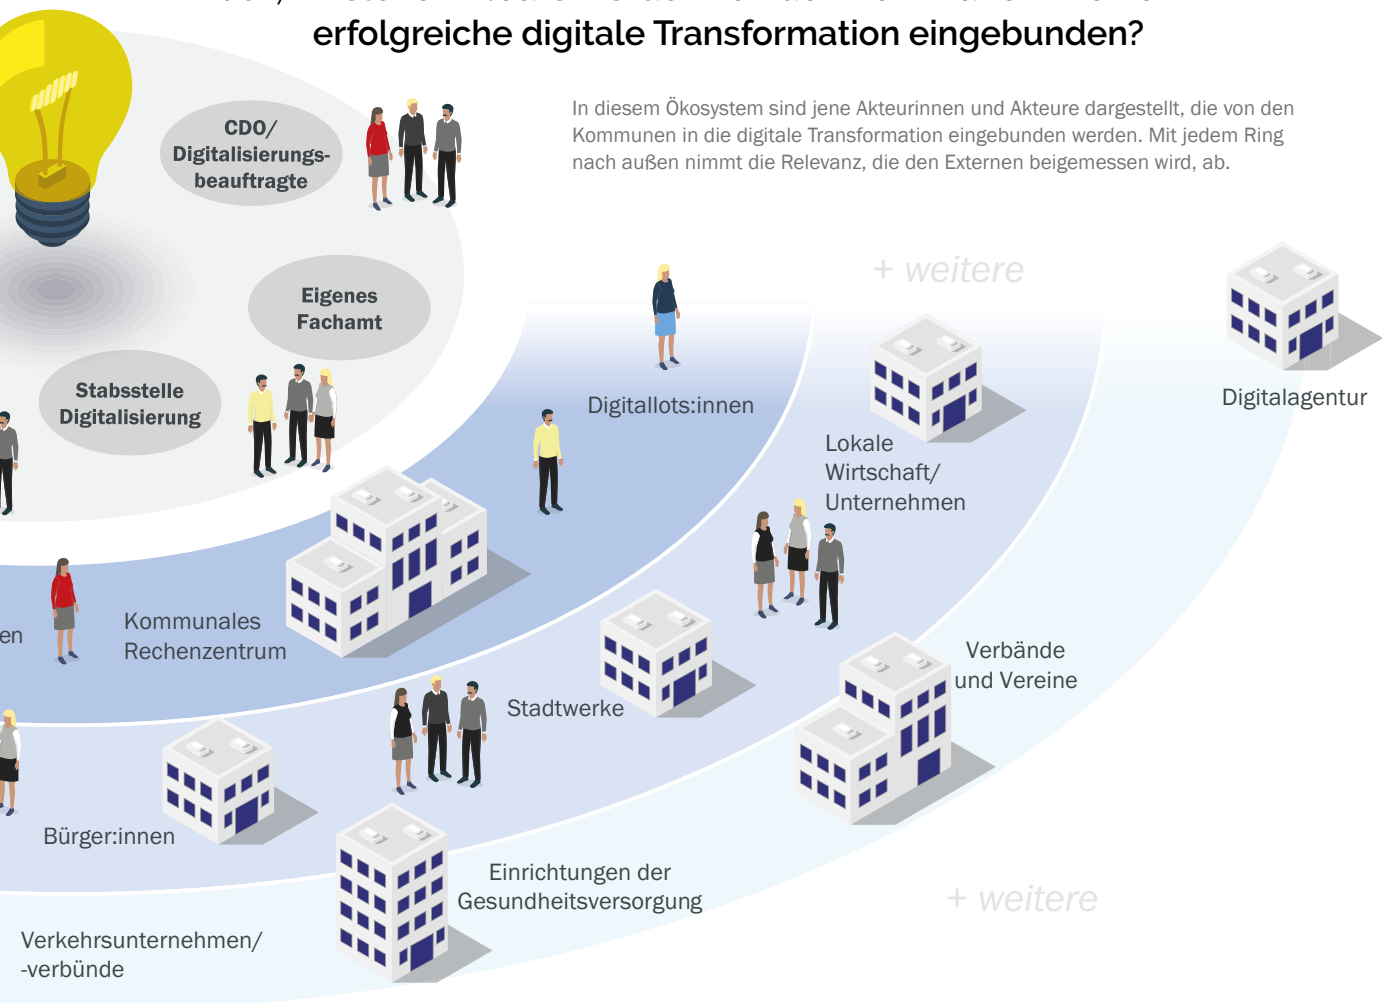 erfolgreiche digitale Transformation eingebunden?
In diesem Ökosystem sind jene Akteurinnen und Akteure dargestellt, die von den
Kommunen in die digitale Transformation eingebunden werden. Mit jedem Ring
nach außen nimmt die Relevanz, die den Externen beigemessen wird, ab.
CDO/
Digitalisierungs-
beauftragte
Eigenes
Fachamt
Stabsstelle
Digitalisierung
+ weitere
Digitallots:innen
Digitalagentur
Lokale
Wirtschaft/
Unternehmen
en
Kommunales
Rechenzentrum
Verbände
und Vereine
Stadtwerke
Bürger:innen
Einrichtungen der
Gesundheitsversorgung
+ weitere
Verkehrsunternehmen/
-verbünde